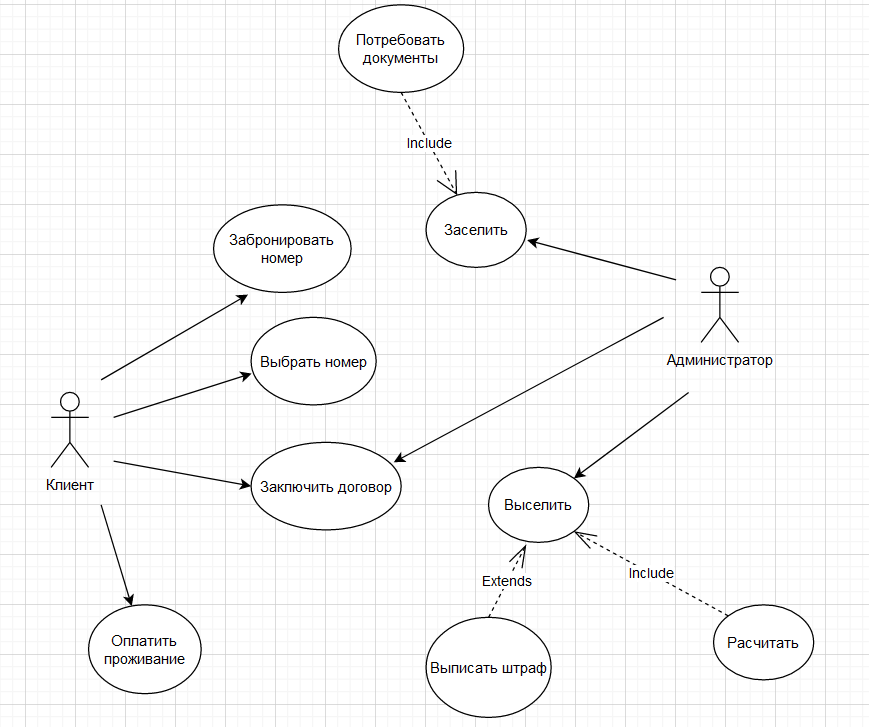 Потребовать
документы
Include
Заселить
Забронировать
номер
Администратор
Выбрать номер
Клиент
Заключить договор
Выселить
Extends
Include
Оплатить
проживание
Выписать штраф
Расчитать